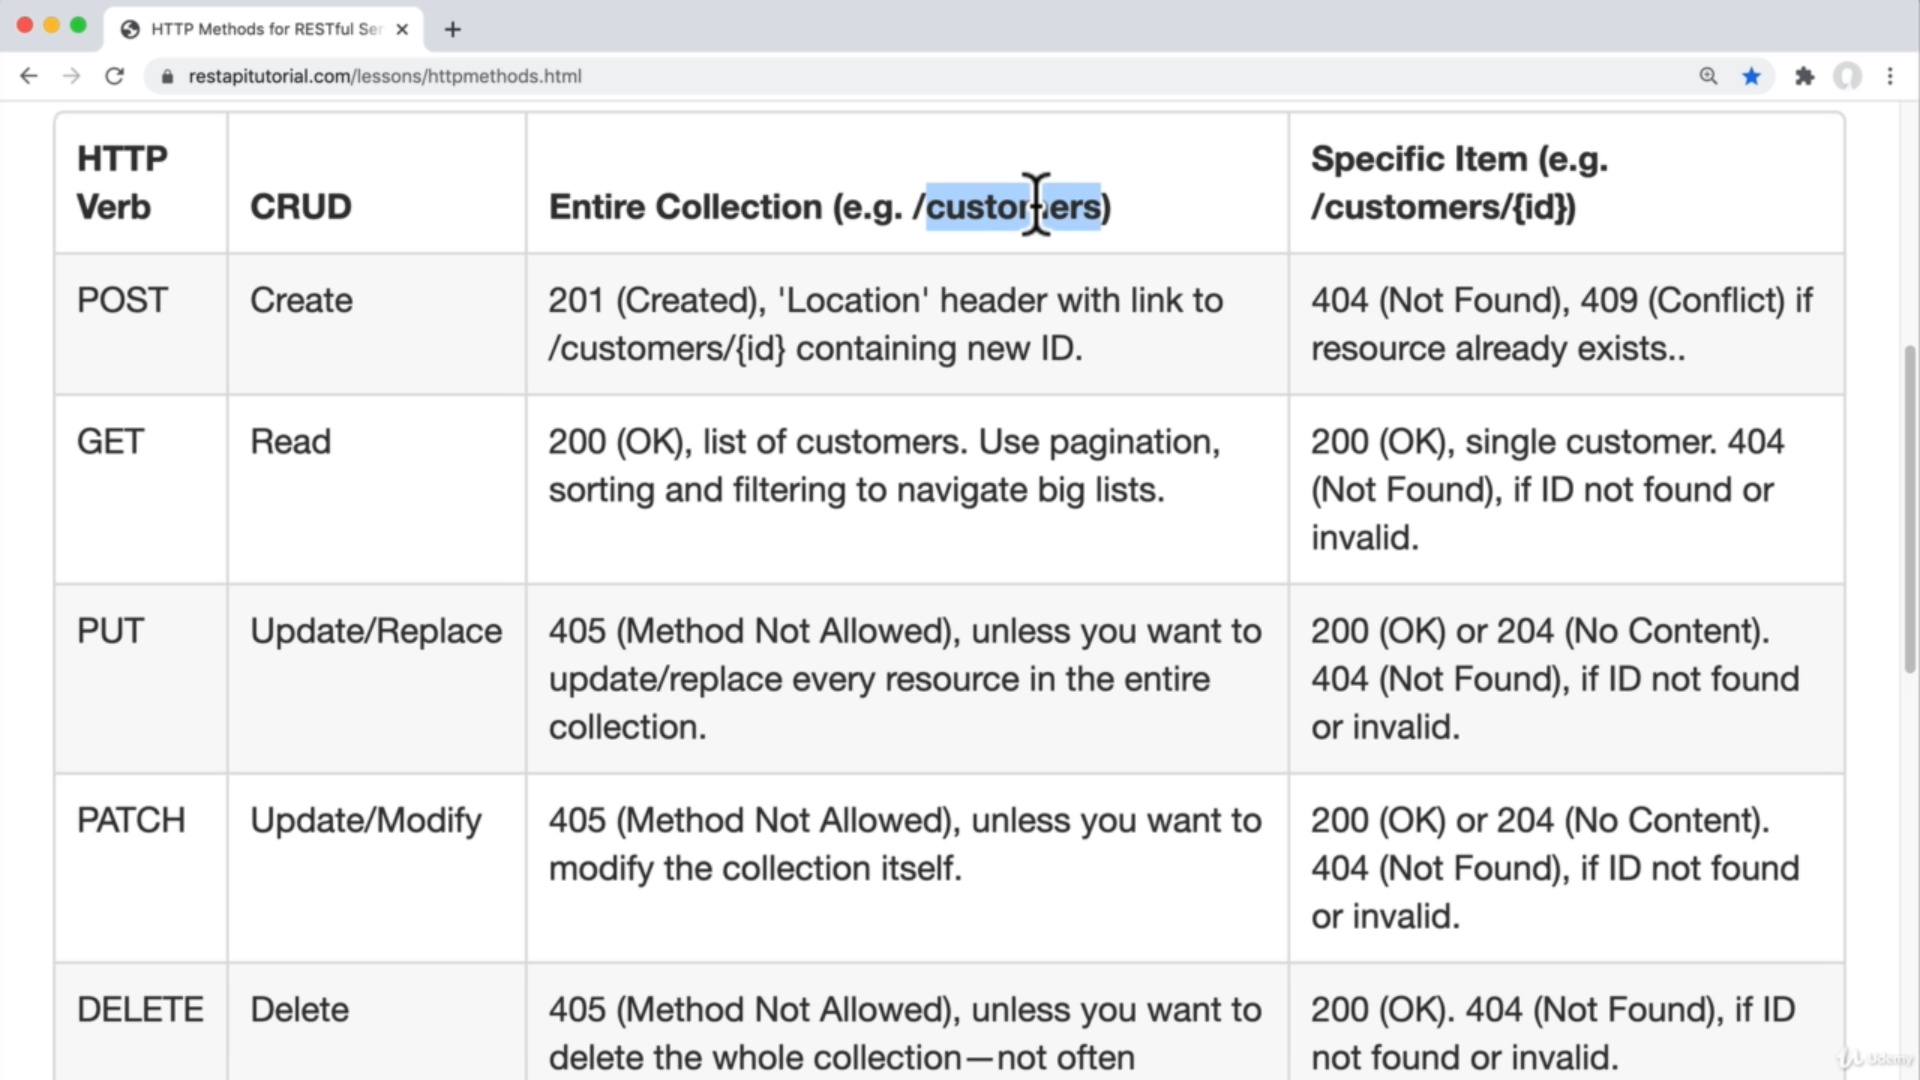 HTTP Methods for RESTful Ser
restapitutorial.com/lessons/httpmethods.html
HTTP
Verb
CRUD
Entire Collection (e.g. /customers)
Specific Item (e.g.
/customers/{id})
POST
Create
201 (Created), 'Location' header with link to
/customers/{id} containing new ID.
404 (Not Found), 409 (Conflict) if
resource already exists..
GET
Read
200 (OK), list of customers. Use pagination,
sorting and filtering to navigate big lists.
200 (OK), single customer. 404
(Not Found), if ID not found or
invalid.
PUT
Update/Replace
405 (Method Not Allowed), unless you want to
update/replace every resource in the entire
collection.
200 (OK) or 204 (No Content).
404 (Not Found), if ID not found
or invalid.
PATCH
Update/Modify
405 (Method Not Allowed), unless you want to
modify the collection itself.
200 (OK) or 204 (No Content).
404 (Not Found), if ID not found
or invalid.
DELETE
Delete
405 (Method Not Allowed), unless you want to
delete the whole collection—not often
200 (OK). 404 (Not Found), if ID
not found or invalid.
Udemy